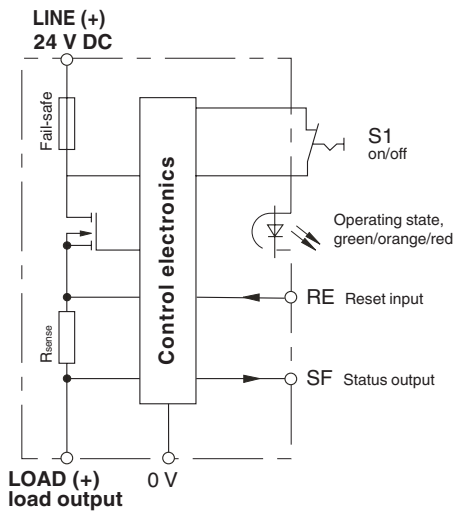 LINE (+)
24 V DC
Fail-safe
Control electronics
S1
on/off
Operating state,
green/orange/red
RE Reset input
Rsense
SF Status output
LOAD (+)
load output
0 V